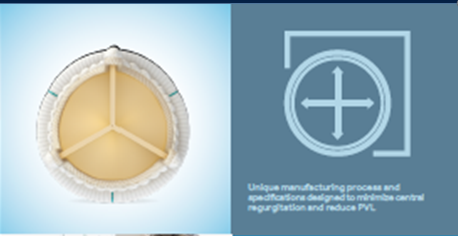 Unique manufacturing process and
specifications designed to minimize central
regurgitation and reduce PVL